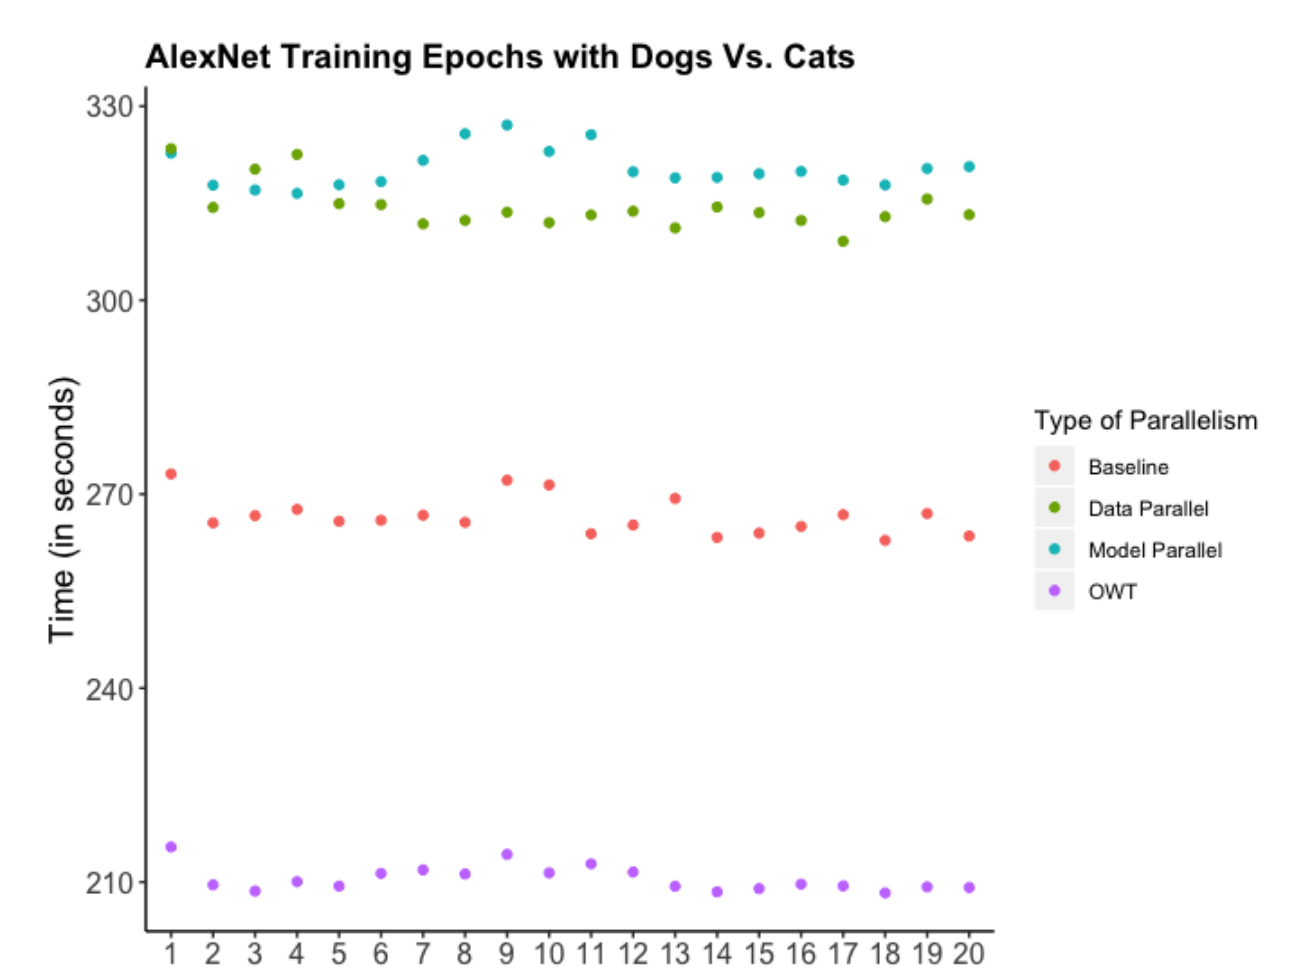 AlexNet Training Epochs with Dogs Vs. Cats
330
300
270
240
210
Time (in seconds)
1 2 3 4 5 6 7 8 9 10 11 12 13 14 15 16 17 18 19 20
Type of Parallelism
Baseline
Data Parallel
Model Parallel
OWT